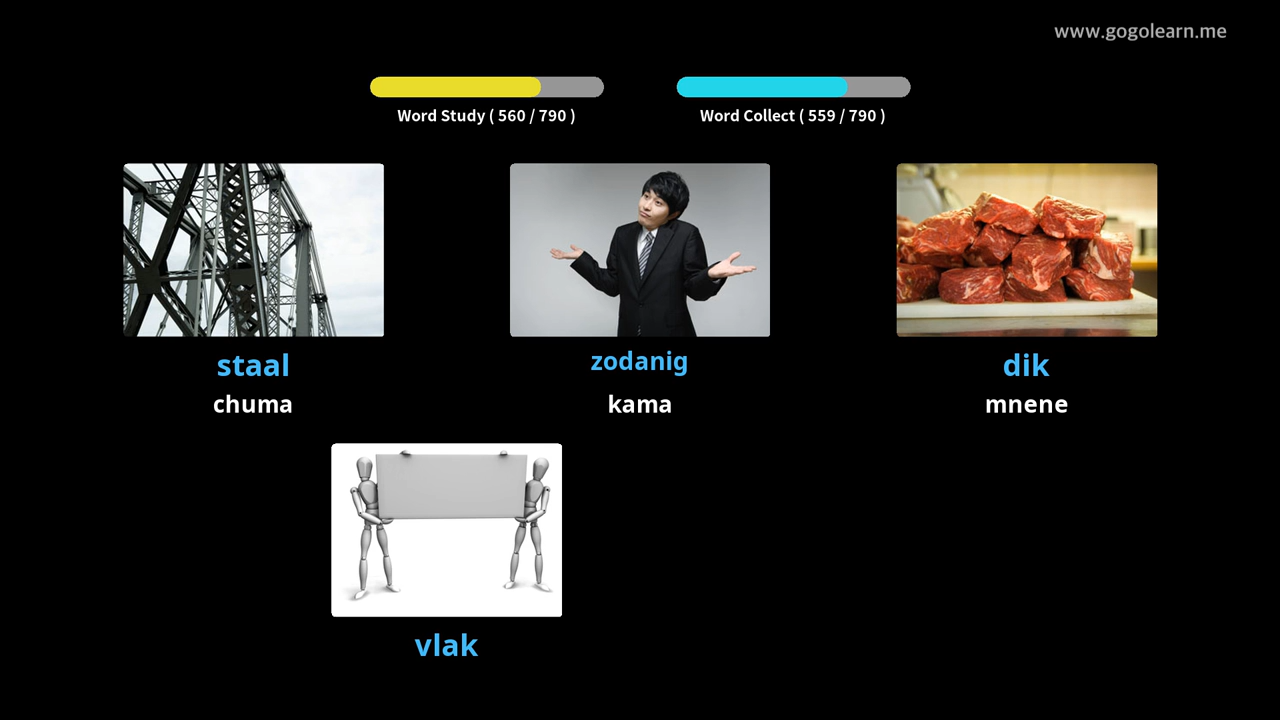 www.gogolearn.me
Word Study ( 560 / 790 )
Word Collect ( 559 / 790 )
staal
zodanig
dik
chuma
kama
mnene
vlak